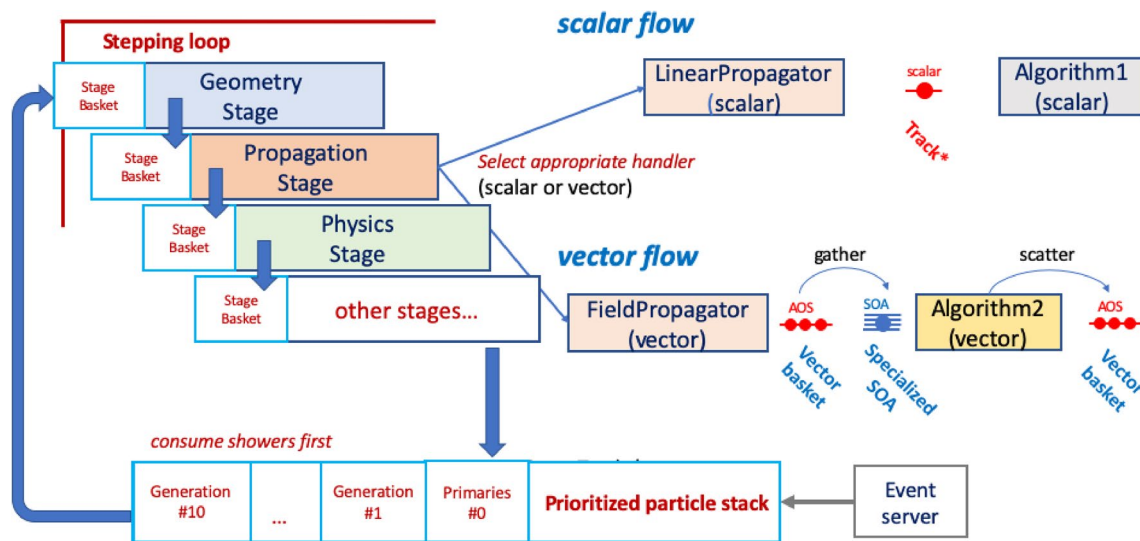 Stepping loop
scalar flow
Stage
Basket
Geometry
Stage
LinearPropagator
(scalar)
scalar
Track*
Algorithm1
(scalar)
Stage
Basket
Propagation
Stage
Select appropriate handler
(scalar or vector)
Stage
Basket
Physics
Stage
vector flow
gather
scatter
Stage
Basket
other stages...
FieldPropagator
(vector)
AOS
Vector
basket
SOA
Specialized
SOA
Algorithm2
(vector)
AOS
Vector
basket
consume showers first
Generation
#10
...
Generation
#1
Primaries
#0
Prioritized particle stack
Event
server